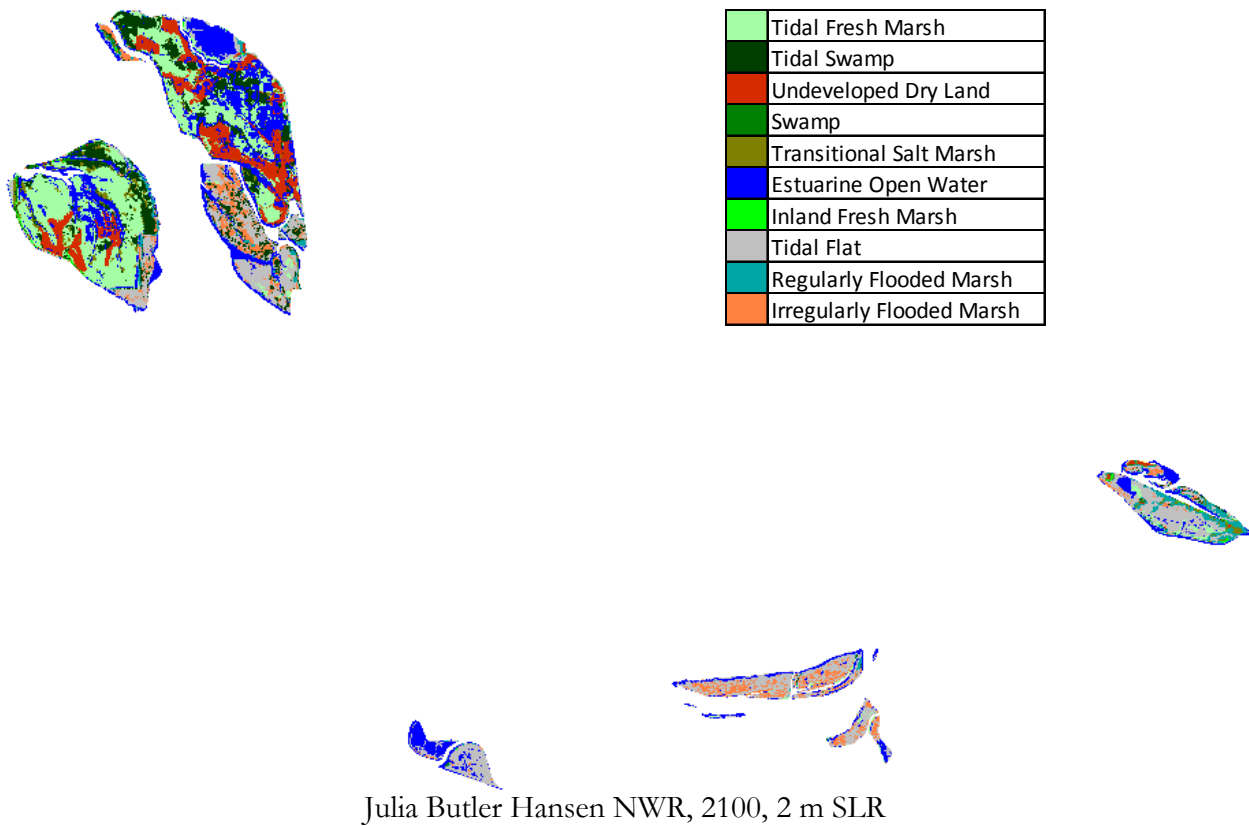 Tidal Fresh Marsh
Tidal Swamp
Undeveloped Dry Land
Swamp
Transitional Salt Marsh
Estuarine Open Water
Inland Fresh Marsh
Tidal Flat
Regularly Flooded Marsh
Irregularly Flooded Marsh
Julia Butler Hansen NWR, 2100, 2 m SLR